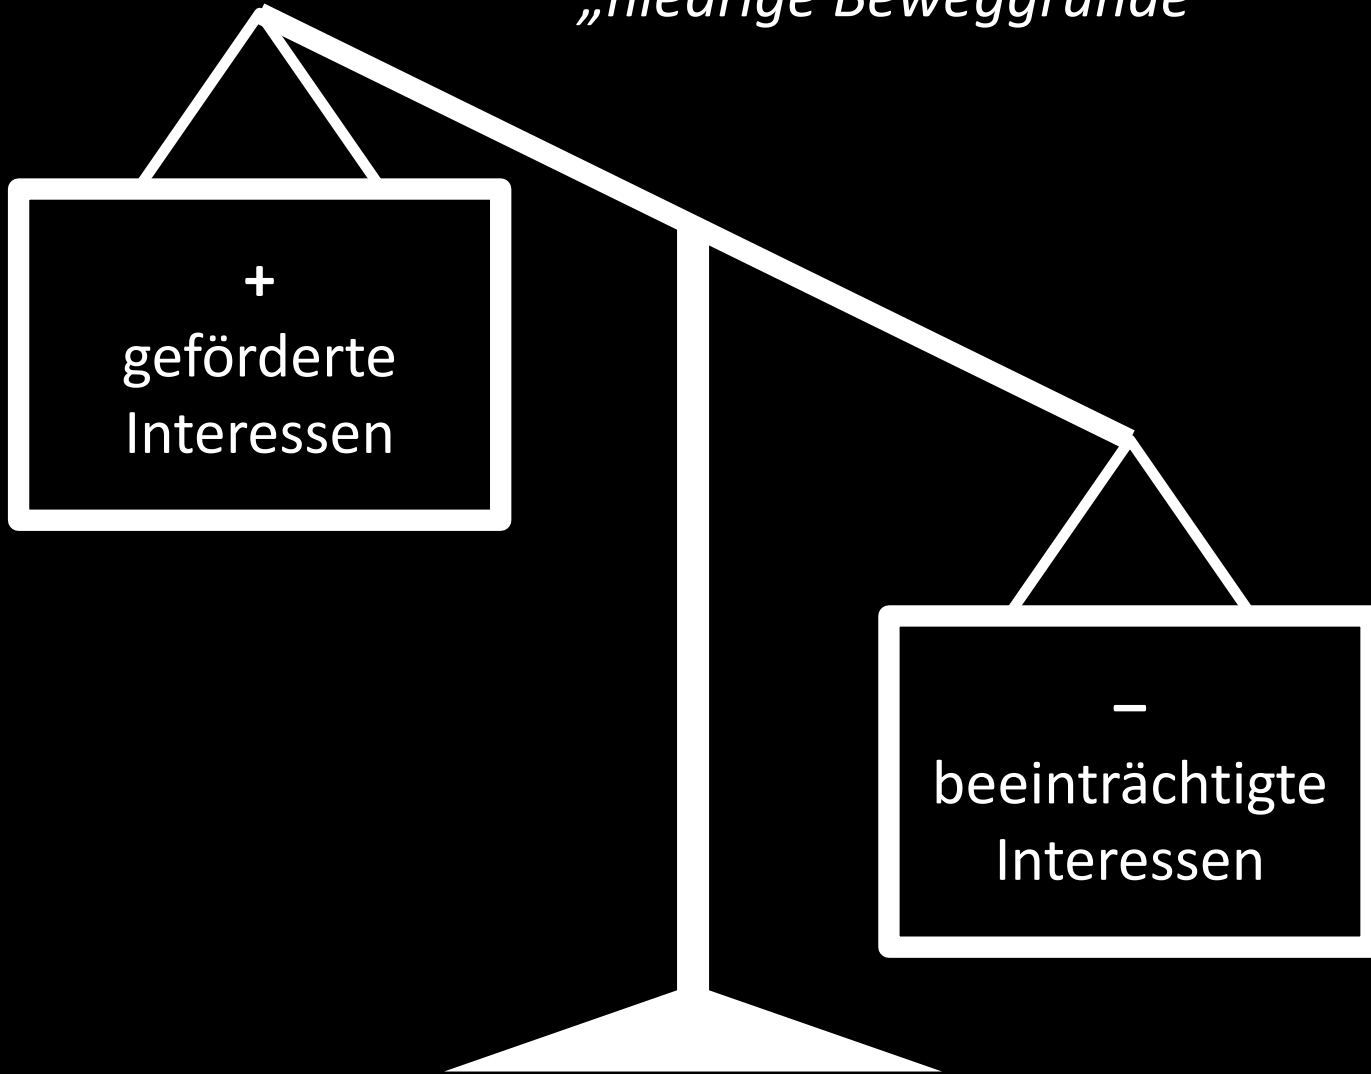 „niedrige Beweggründe
+
geförderte
Interessen
–
beeinträchtigte
Interessen